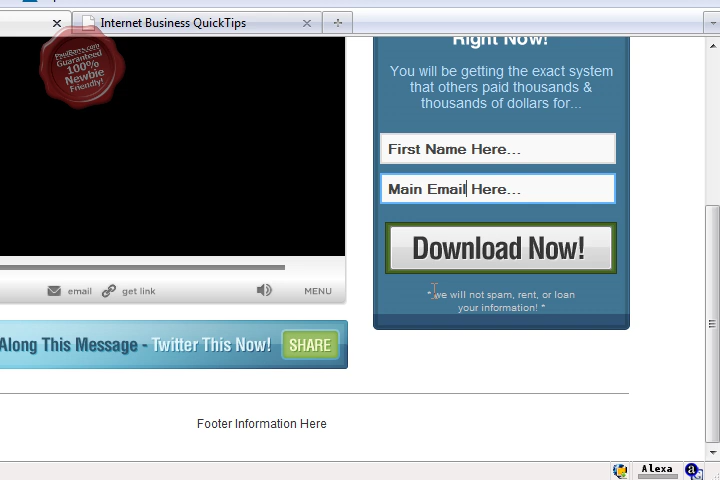 Internet Business QuickTips
PaulBars.com
Guaranteed
100%
Newbie
Friendly!
Right Now!
You will be getting the exact system
that others paid thousands &
thousands of dollars for...
First Name Here...
Main Email Here...
Download Now!
* we will not spam, rent, or loan
your information! *
email
get link
MENU
Along This Message - Twitter This Now!
SHARE
Footer Information Here
Alexa
a